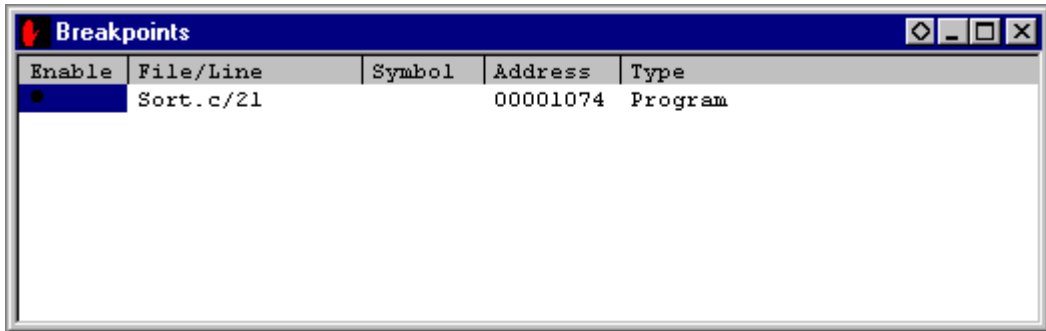 Breakpoints
Enable File/Line Symbol Address Type
Sort.c/21 00001074 Program